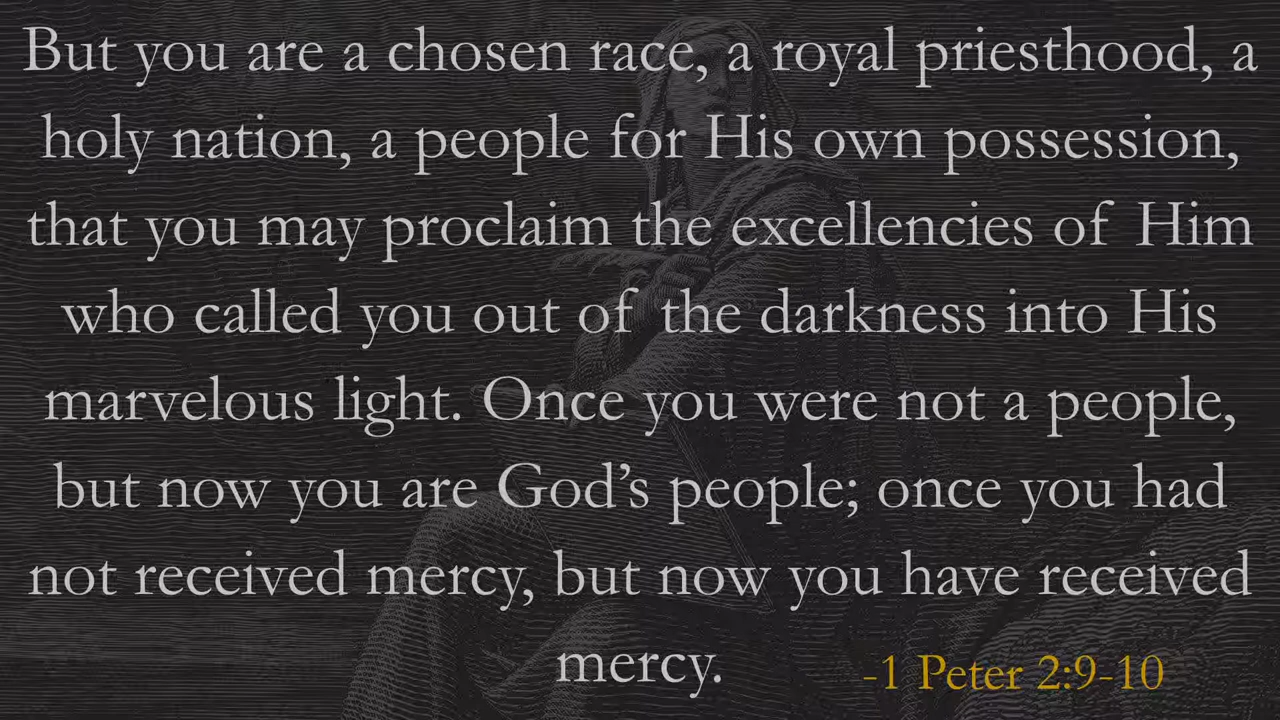 But you are a chosen race, a royal priesthood, a
holy nation, a people for His own possession,
that you may proclaim the excellencies of Him
who called you out of the darkness into His
marvelous light. Once you were not a people,
but now you are God’s people; once you had
not received mercy, but now you have received
mercy.
-1 Peter 2:9-10